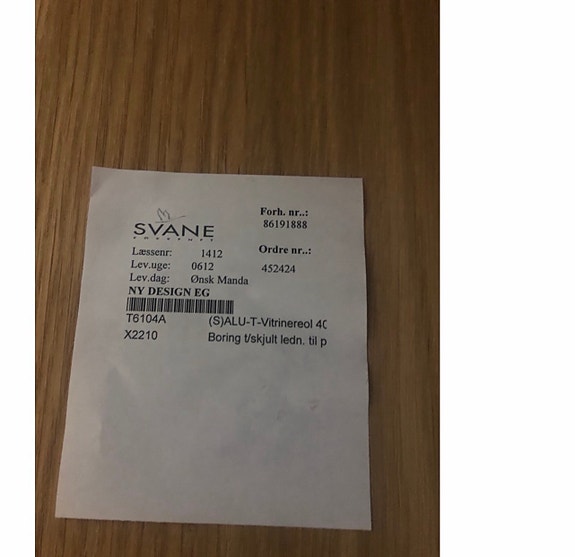 SVANE
Forh. nr..:
86191888
Læssenr: 1412
Lev.uge: 0612
Lev.dag: Ønsk Manda
Ordre nr..:
452424
NY DESIGN EG
T6104A (S)ALU-T-Vitrinereol 40
X2210 Boring t/skjult ledn. til p